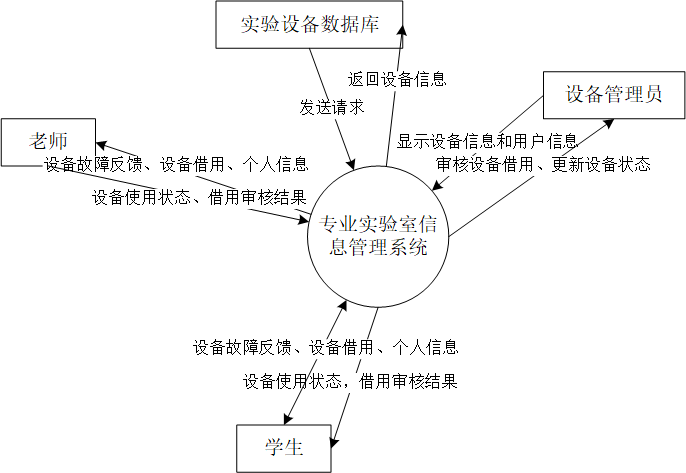 实验设备数据库
返回设备信息
设备管理员
发送请求
老师
显示设备信息和用户信息
设备故障反馈、设备借用、个人信息
审核设备借用、更新设备状态
设备使用状态、借用审核结果
专业实验室信
息管理系统
设备故障反馈、设备借用、个人信息
设备使用状态，借用审核结果
学生